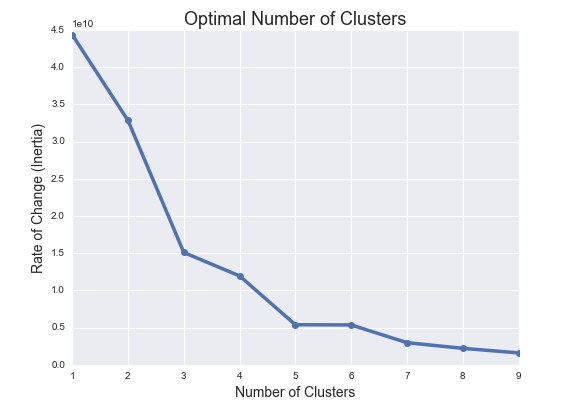 Optimal Number of Clusters
1e10
4.5
4.0
3.5
3.0
2.5
2.0
1.5
1.0
0.5
0.0
Rate of Change (Inertia)
1 2 3 4 5 6 7 8 9
Number of Clusters